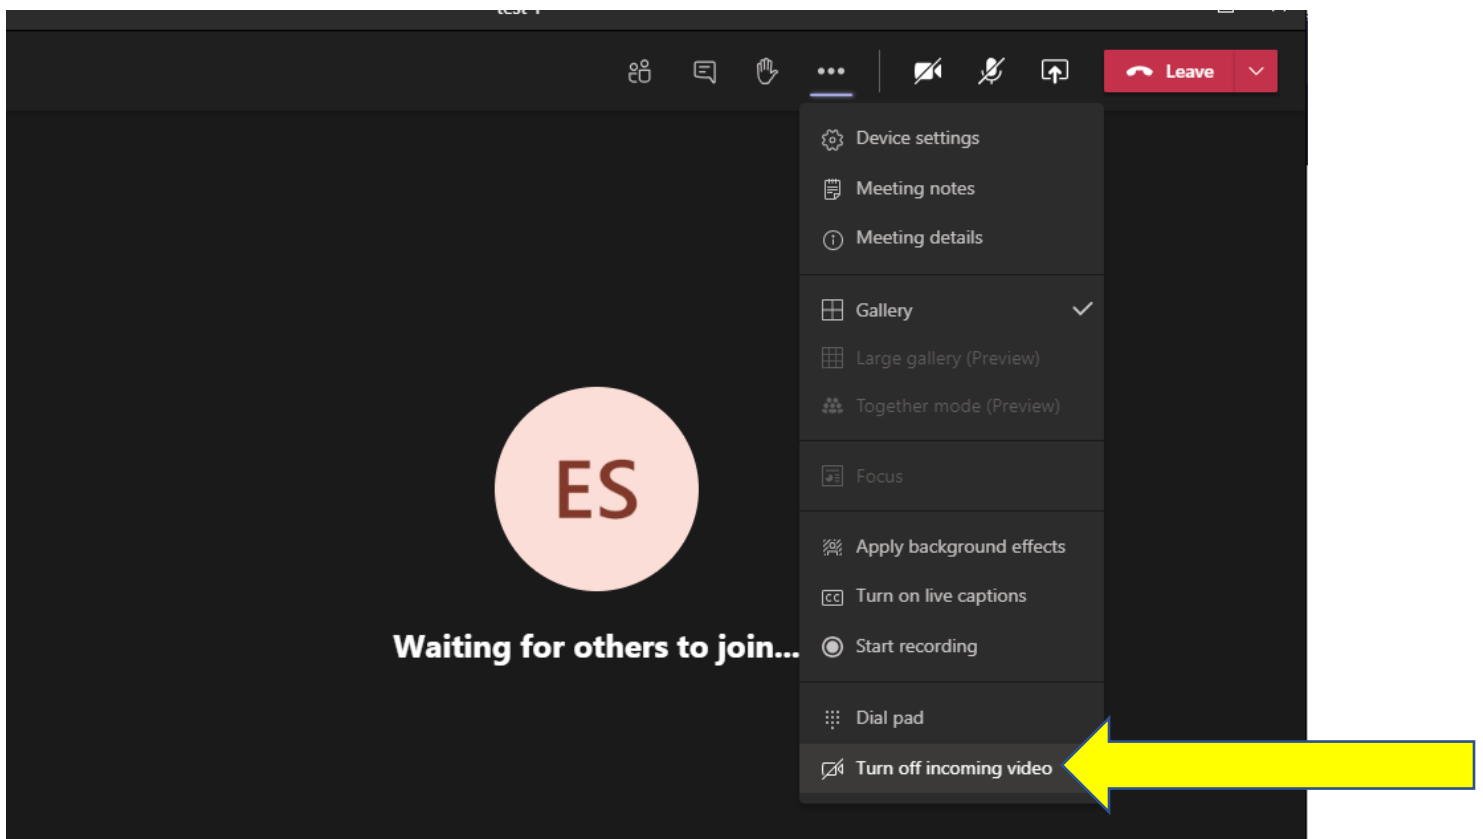 Leave
Device settings
Meeting notes
Meeting details
Gallery
Large gallery (Preview)
Together mode (Preview)
Focus
ES
Apply background effects
CC Turn on live captions
Waiting for others to join...
Start recording
Dial pad
Turn off incoming video